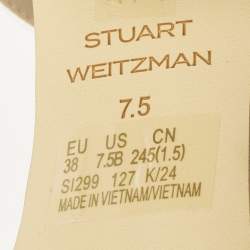 STUART
WEITZMAN
7.5
EU US CN
38 7.5B 245(1.5)
SI299 127 K/24
MADE IN VIETNAM/VIETNAM